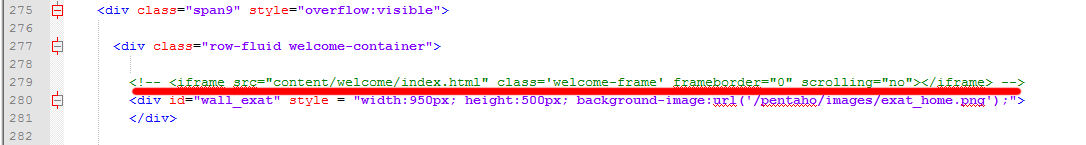 275 <div class="span9" style="overflow:visible">
276
277 <div class="row-fluid welcome-container">
278
279 <!-- <iframe src="content/welcome/index.html" class='welcome-frame' frameborder="0" scrolling="no"></iframe> -->
280 <div id="wall_exat" style = "width:950px; height:500px; background-image:url('/pentaho/images/exat_home.png');">
281 </div>
282